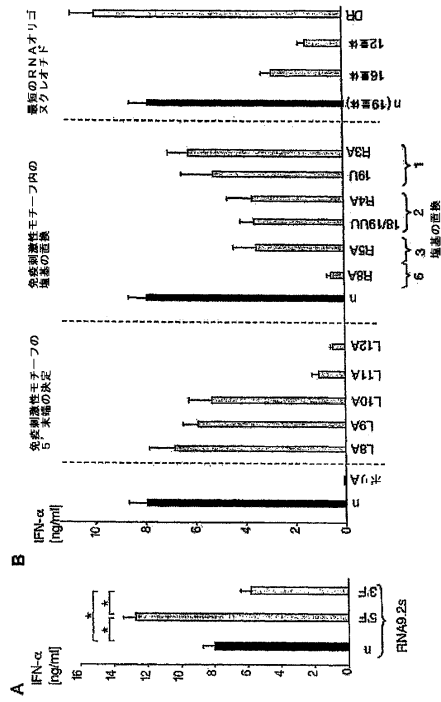 A
IFN-α
[ng/ml]
16
14
12
10
8
6
4
2
0
*
*
*
n
5'Fl
3'Fl
RNA9.2s
B
IFN-α
[ng/ml]
10
8
6
4
2
0
免疫刺激性モチーフの
5'末端の決定
免疫刺激性モチーフ内の
塩基の置換
最短のRNAオリゴ
ヌクレオチド
n
ポリA
L8A
L9A
L10A
L11A
L12A
n
R8A
R5A
18/19UU
R4A
19U
R3A
n (19量体)
16量体
12量体
DR
6
3
2
1
塩基の置換